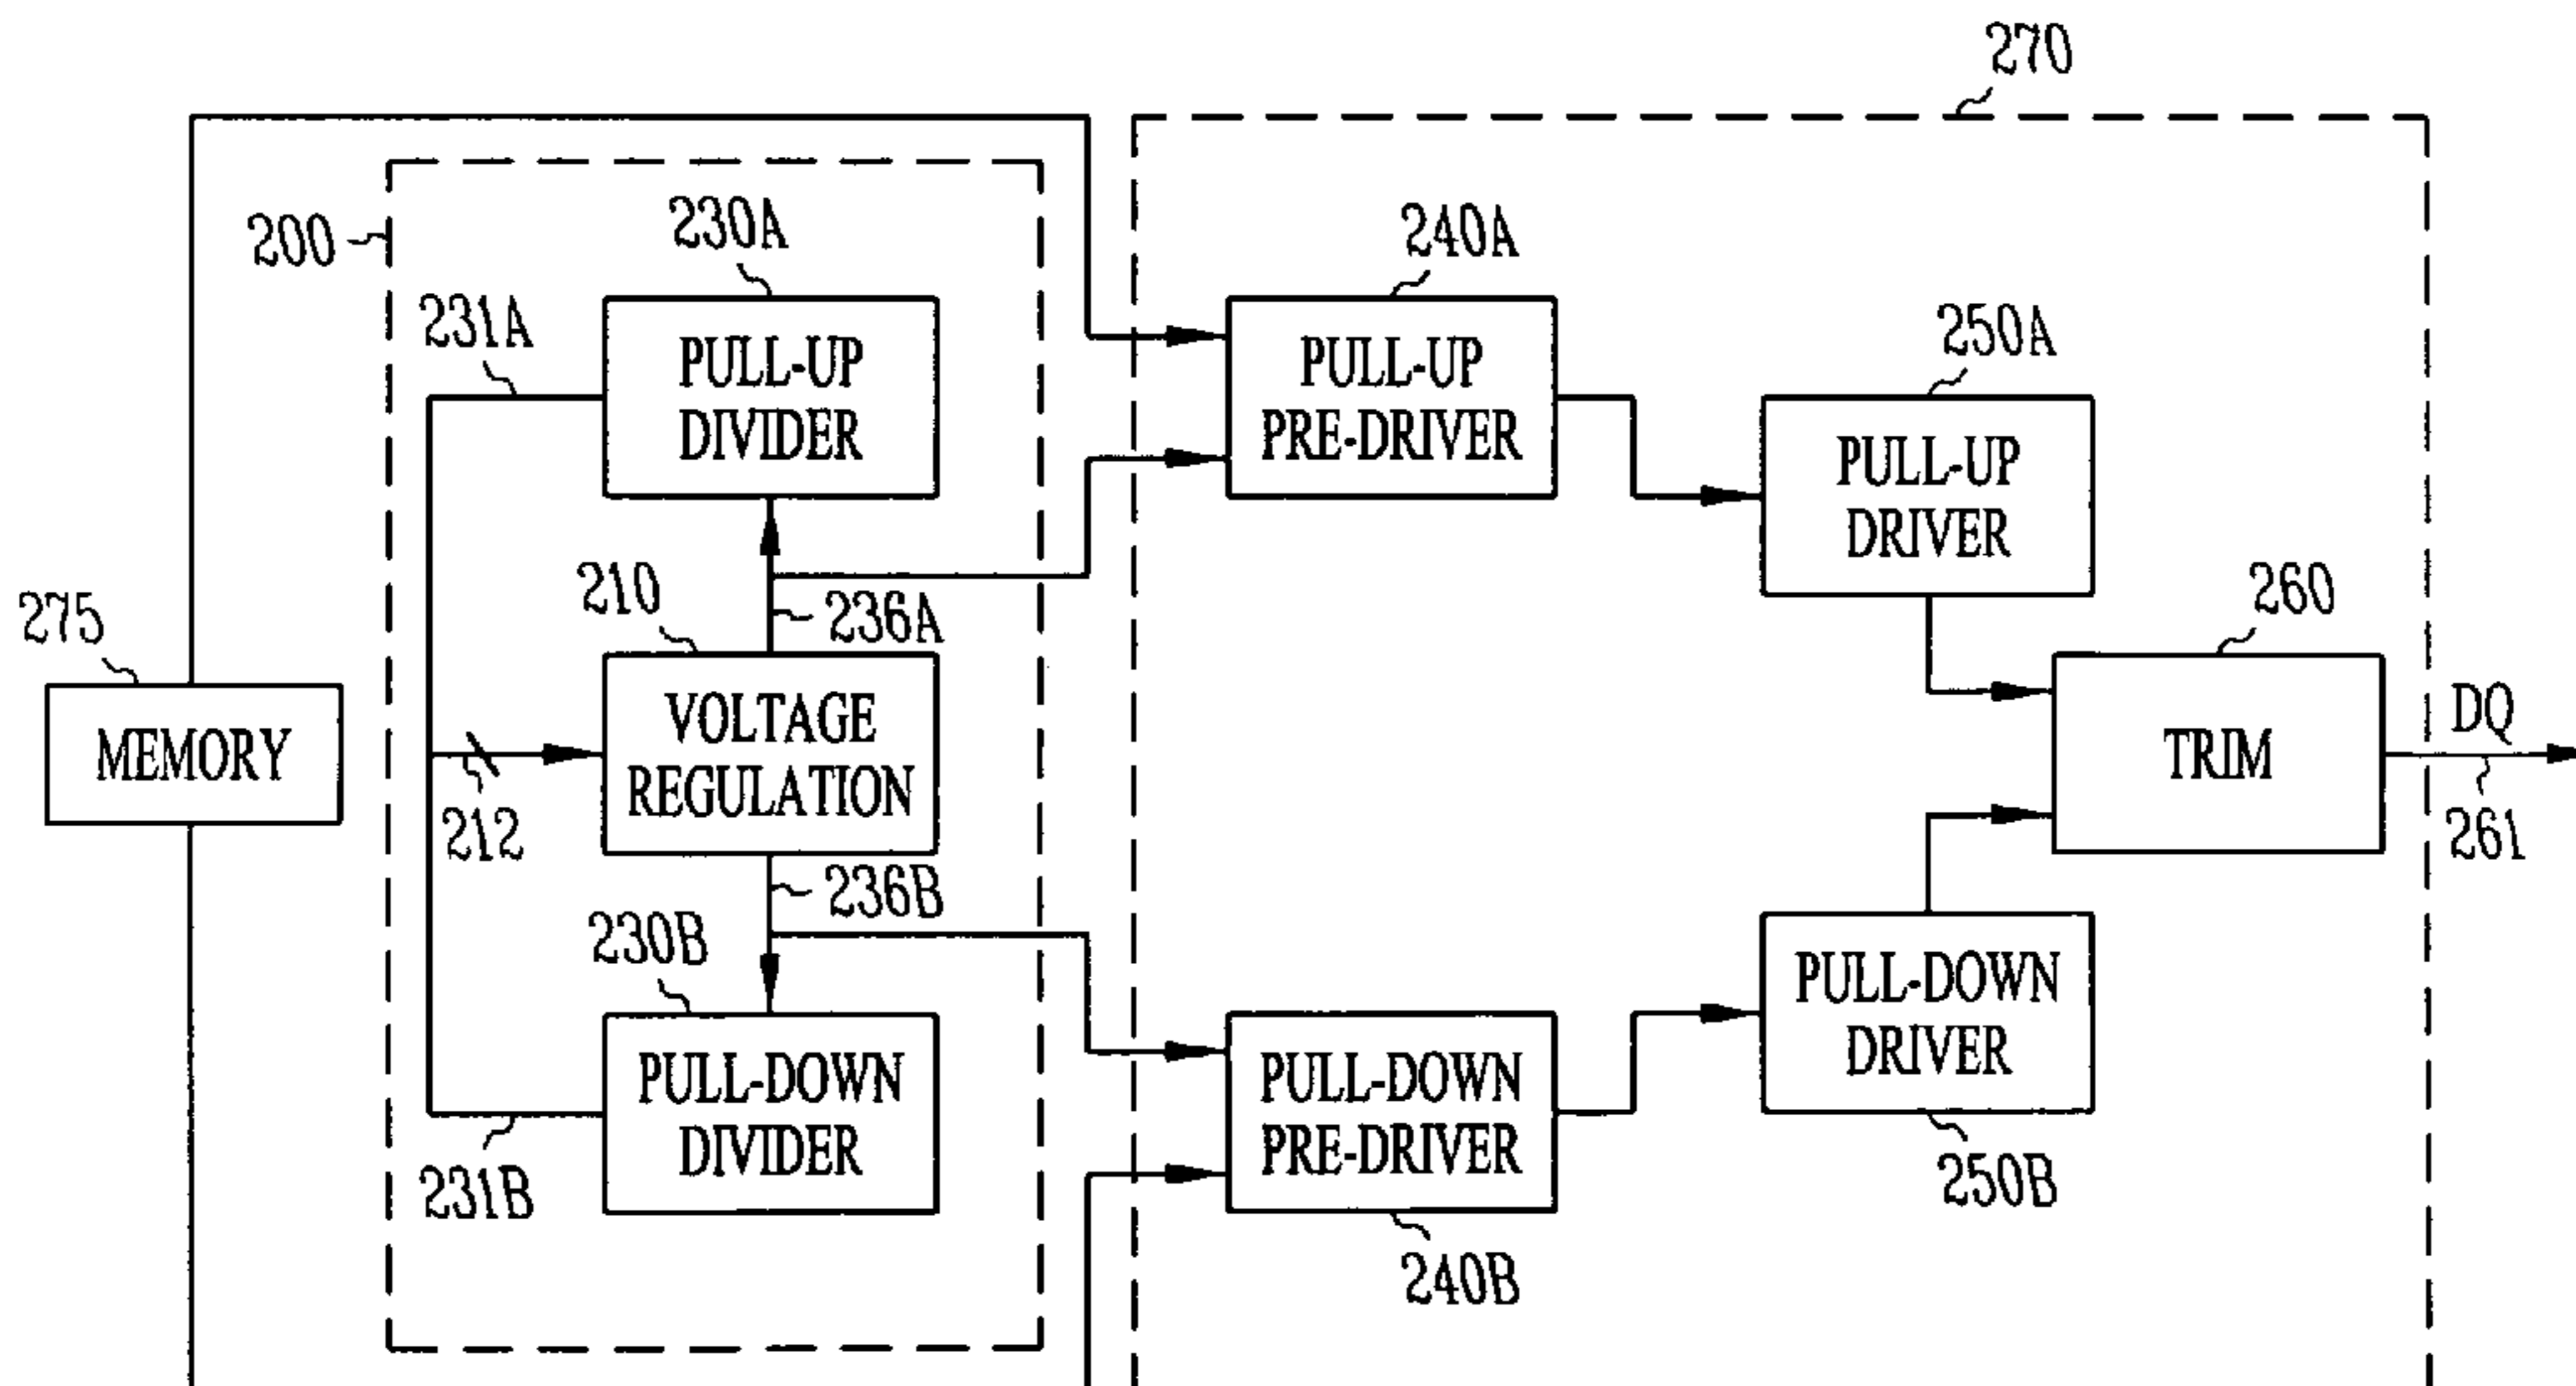 270
200
230A
240A
231A
PULL-UP
DIVIDER
PULL-UP
PRE-DRIVER
250A
PULL-UP
DRIVER
210
236A
260
275
MEMORY
VOLTAGE
REGULATION
TRIM
DQ
212
261
236B
230B
PULL-DOWN
DRIVER
PULL-DOWN
DIVIDER
PULL-DOWN
PRE-DRIVER
231B
250B
240B